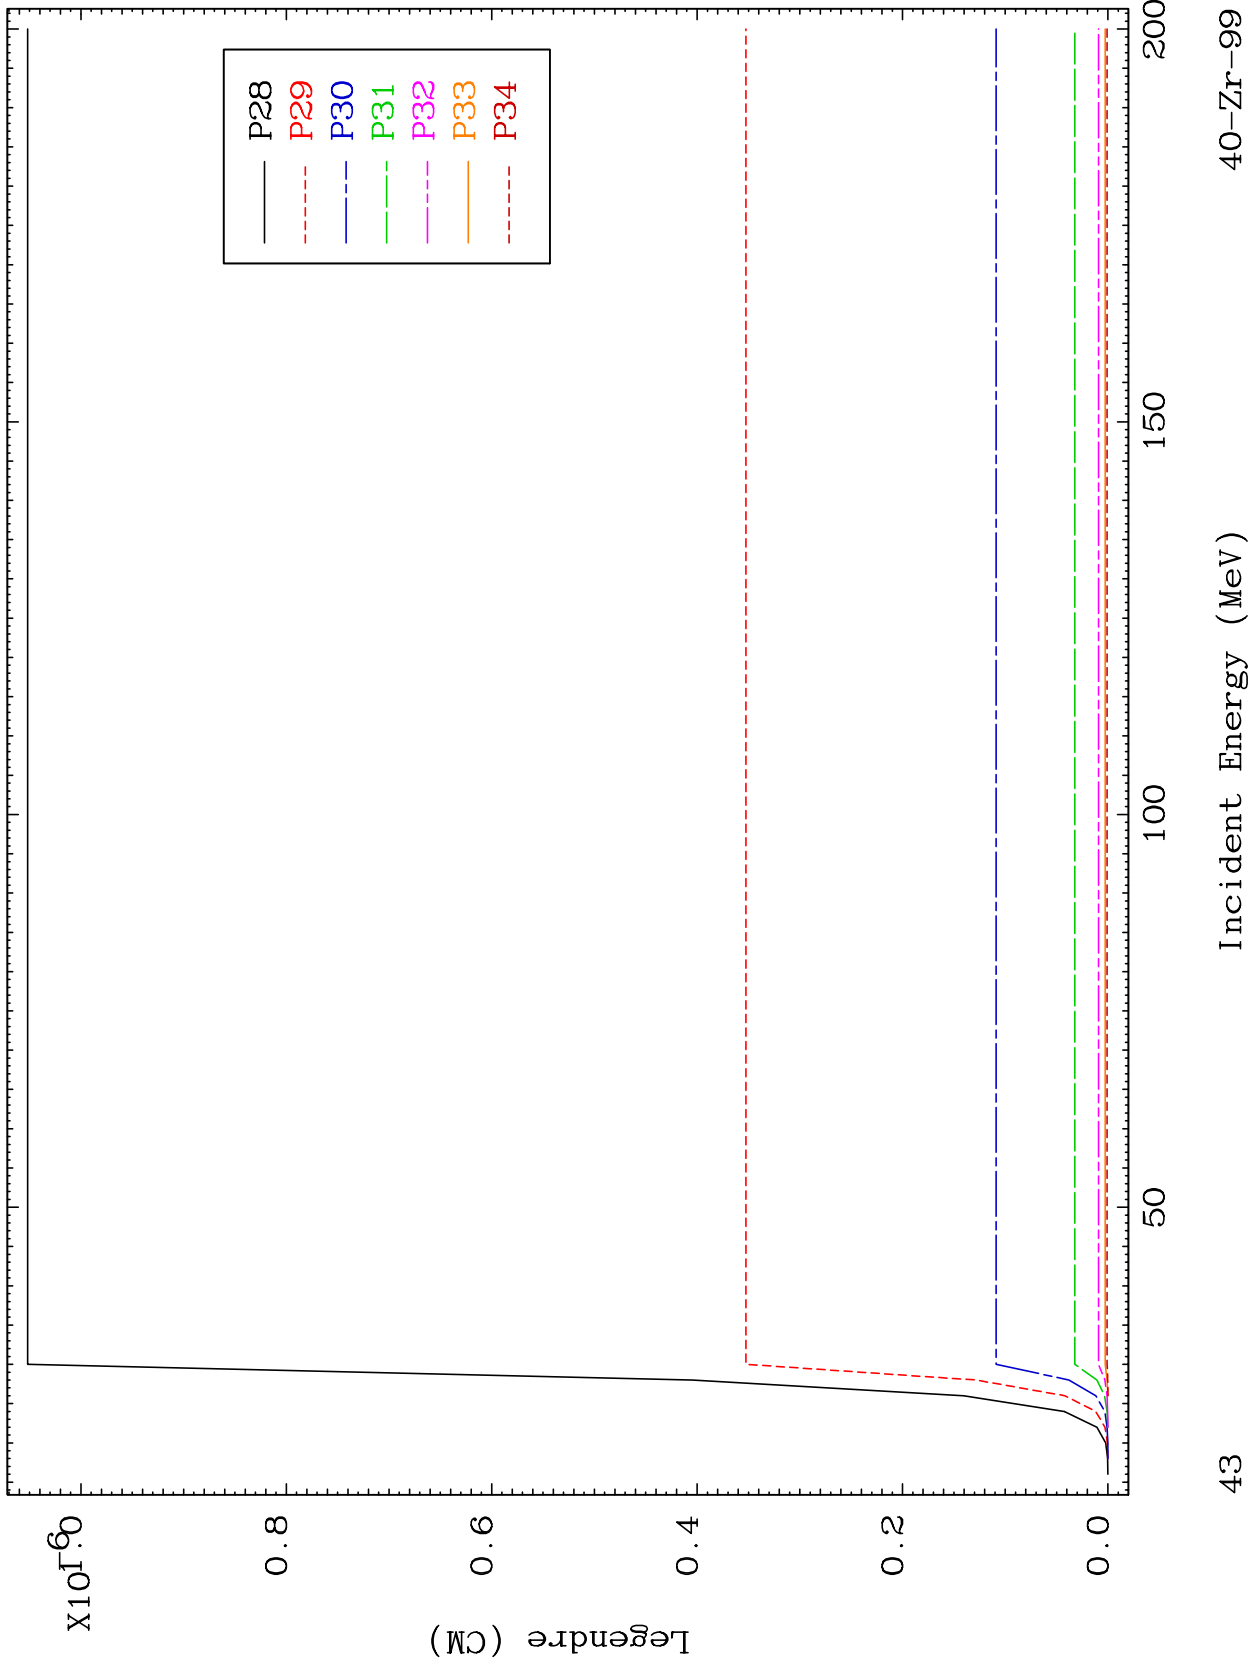 X10-6
1.0
0.8
0.6
0.4
0.2
0.0
Legendre (CM)
P28
P29
P30
P31
P32
P33
P34
50
100
150
200
43
Incident Energy (MeV)
40-Zr-99